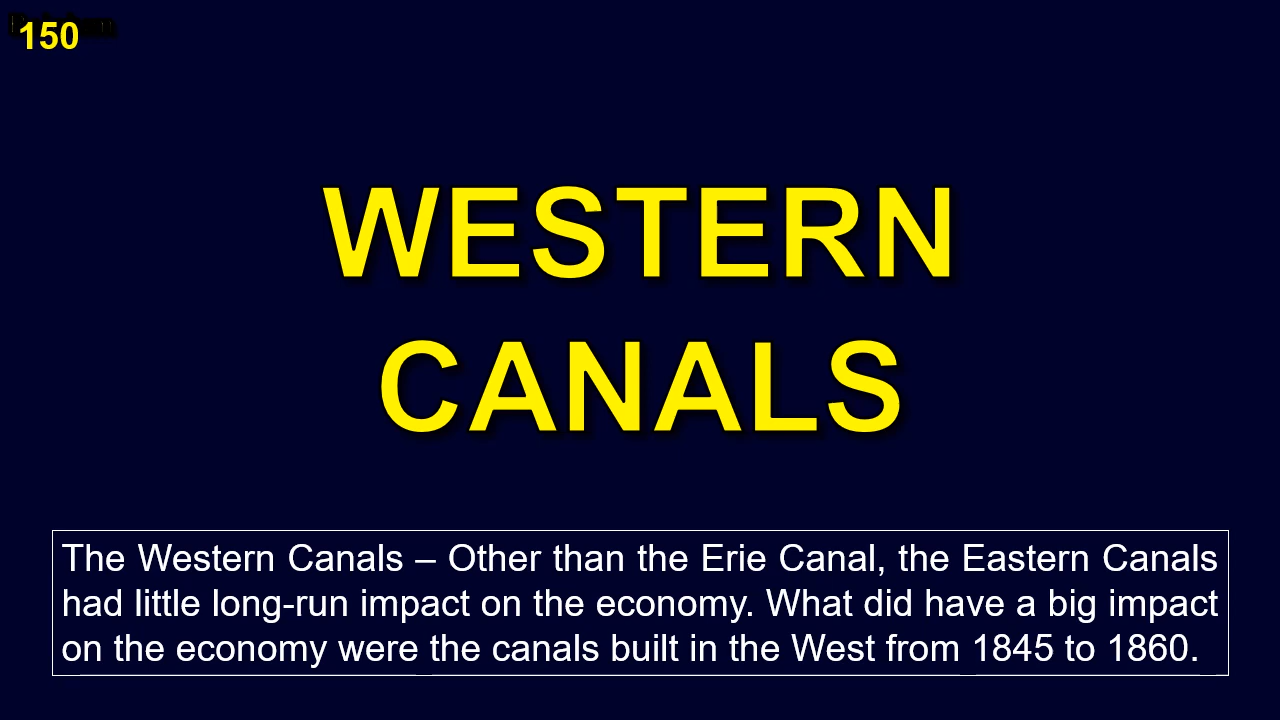 150
WESTERN
CANALS
The Western Canals – Other than the Erie Canal, the Eastern Canals
had little long-run impact on the economy. What did have a big impact
on the economy were the canals built in the West from 1845 to 1860.